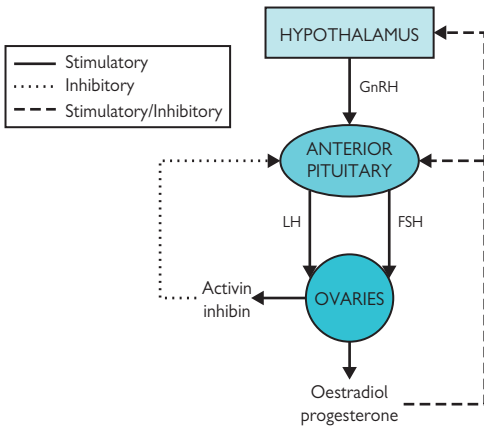 HYPOTHALAMUS
Stimulatory
Inhibitory
Stimulatory/Inhibitory
GnRH
ANTERIOR
PITUITARY
LH
FSH
Activin
inhibin
OVARIES
Oestradiol
progesterone